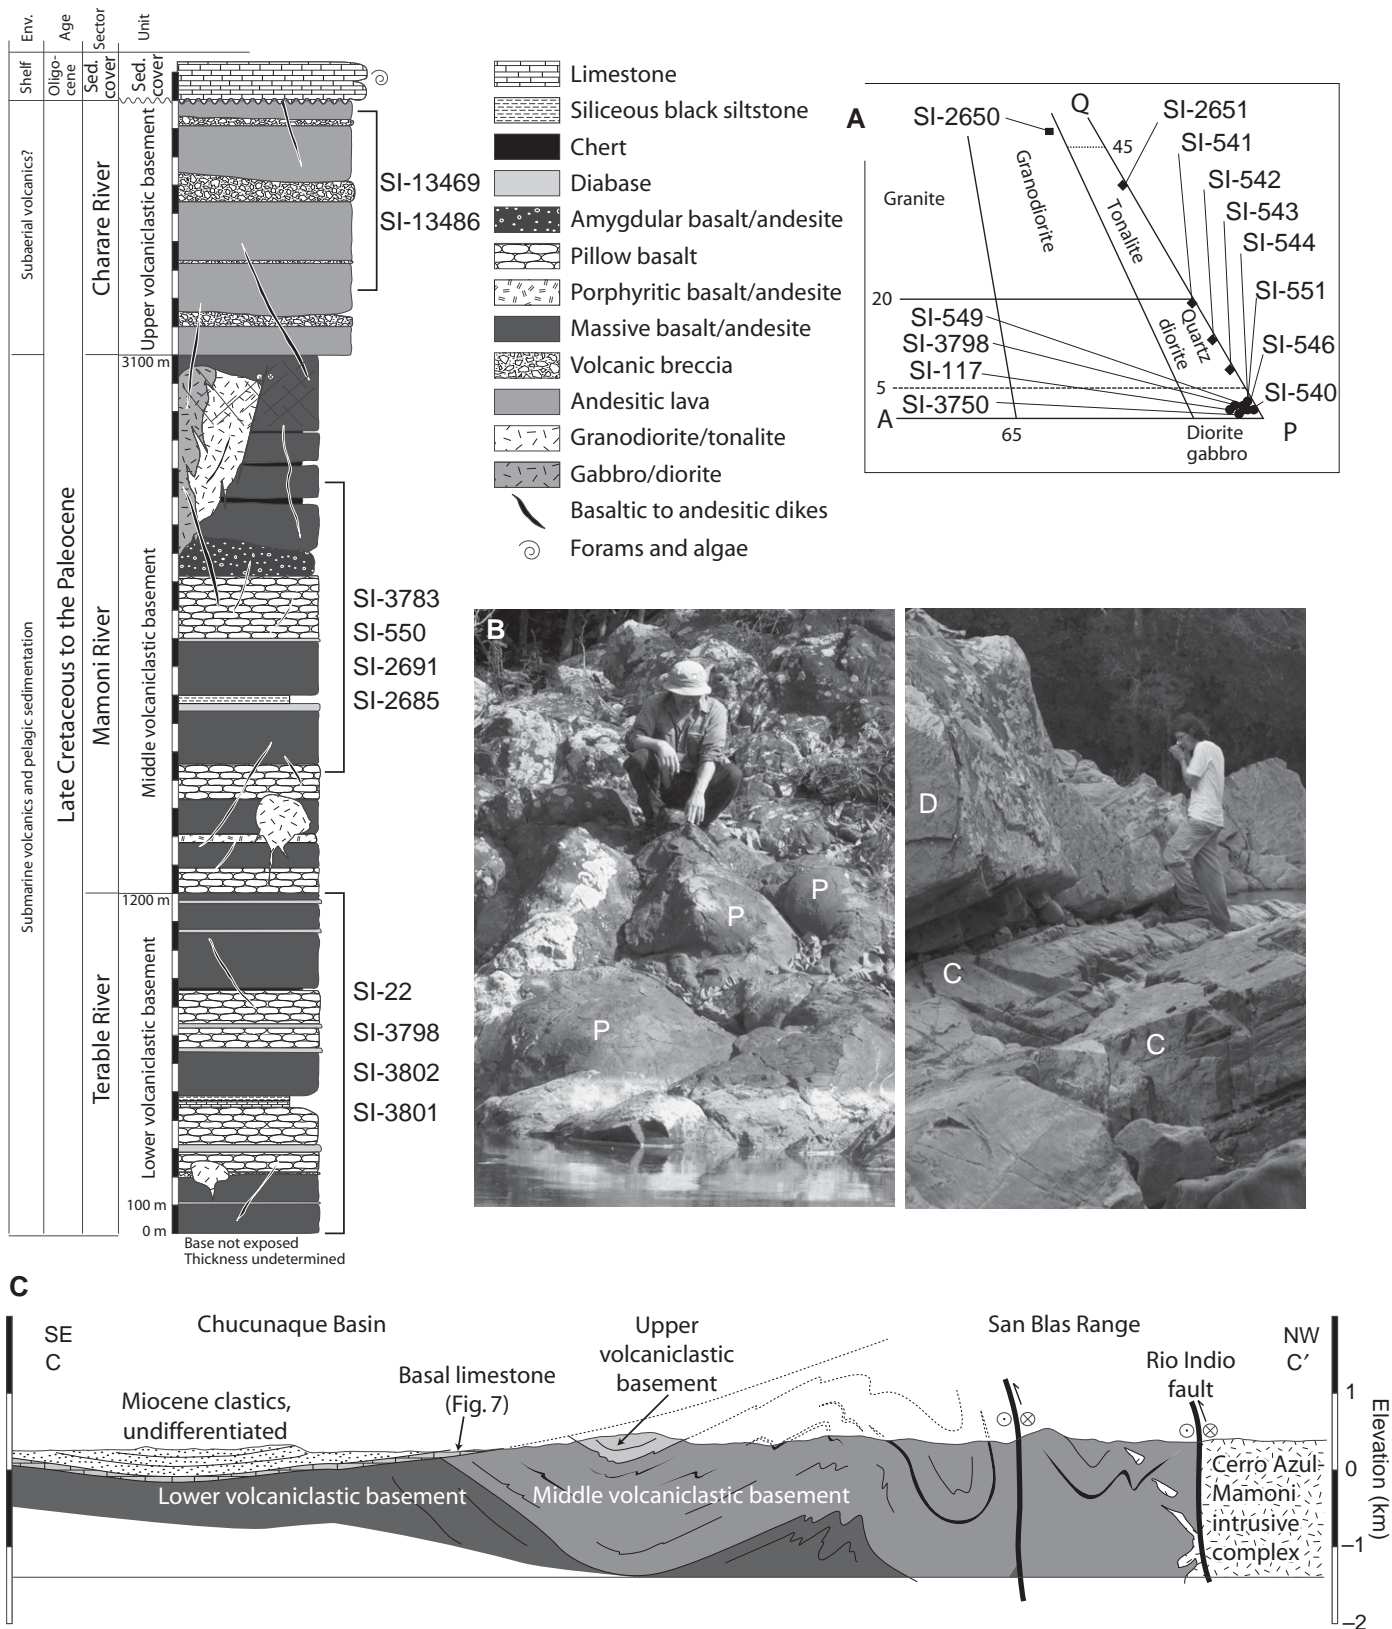 Env.
Age
Sector
Unit
Shelf
Oligo-
cene
Sed.
cover
Sed.
cover
Subaerial volcanics?
Charare River
Upper volcaniclastic basement
SI-13469
SI-13486
3100 m
Submarine volcanics and pelagic sedimentation
Late Cretaceous to the Paleocene
Mamoni River
Middle volcaniclastic basement
SI-3783
SI-550
SI-2691
SI-2685
1200 m
Terable River
Lower volcaniclastic basement
SI-22
SI-3798
SI-3802
SI-3801
100 m
0 m
Base not exposed
Thickness undetermined
Limestone
Siliceous black siltstone
Chert
Diabase
Amygdular basalt/andesite
Pillow basalt
Porphyritic basalt/andesite
Massive basalt/andesite
Volcanic breccia
Andesitic lava
Granodiorite/tonalite
Gabbro/diorite
Basaltic to andesitic dikes
Forams and algae
A
SI-2650
Q
SI-2651
45
SI-541
Granite
Granodiorite
Tonalite
SI-542
SI-543
SI-544
SI-551
20
SI-549
Quartz
diorite
SI-3798
SI-546
SI-117
5
SI-3750
SI-540
A
65
Diorite
gabbro
P
B
P
P
P
D
C
C
C
SE
C
Chucunaque Basin
Upper
volcaniclastic
basement
San Blas Range
NW
C′
Basal limestone
(Fig. 7)
Rio Indio
fault
Miocene clastics,
undifferentiated
Lower volcaniclastic basement
Middle volcaniclastic basement
Cerro Azul-
Mamoni
intrusive
complex
1
0
–1
–2
Elevation (km)